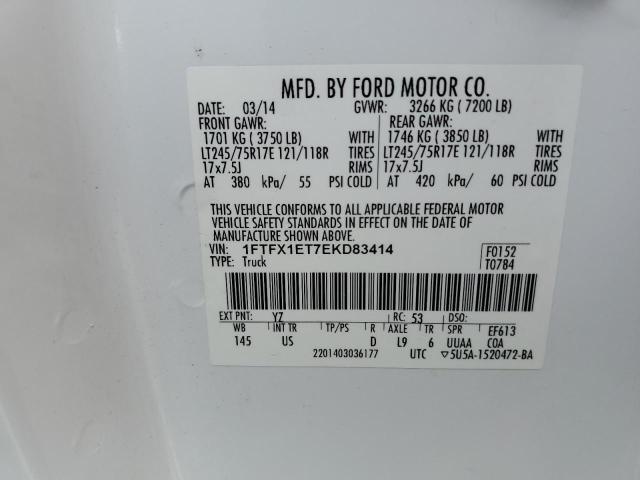 MFD. BY FORD MOTOR CO.
DATE: 03/14 GVWR: 3266 KG ( 7200 LB)
FRONT GAWR: REAR GAWR:
1701 KG ( 3750 LB) WITH 1746 KG ( 3850 LB) WITH
LT245/75R17E 121/118R TIRES LT245/75R17E 121/118R TIRES
17x7.5J RIMS 17x7.5J RIMS
AT 380 kPa/ 55 PSI COLD AT 420 kPa/ 60 PSI COLD
THIS VEHICLE CONFORMS TO ALL APPLICABLE FEDERAL MOTOR
VEHICLE SAFETY STANDARDS IN EFFECT ON THE DATE OF
MANUFACTURE SHOWN ABOVE.
VIN: 1FTFX1ET7EKD83414 F0152
TYPE: Truck T0784
EXT PNT: YZ RC: 53 DSO:
WB INT TR TP/PS R AXLE TR SPR EF613
145 US D L9 6 UUAA COA
2201403036177 UTC ▽5U5A-1520472-BA